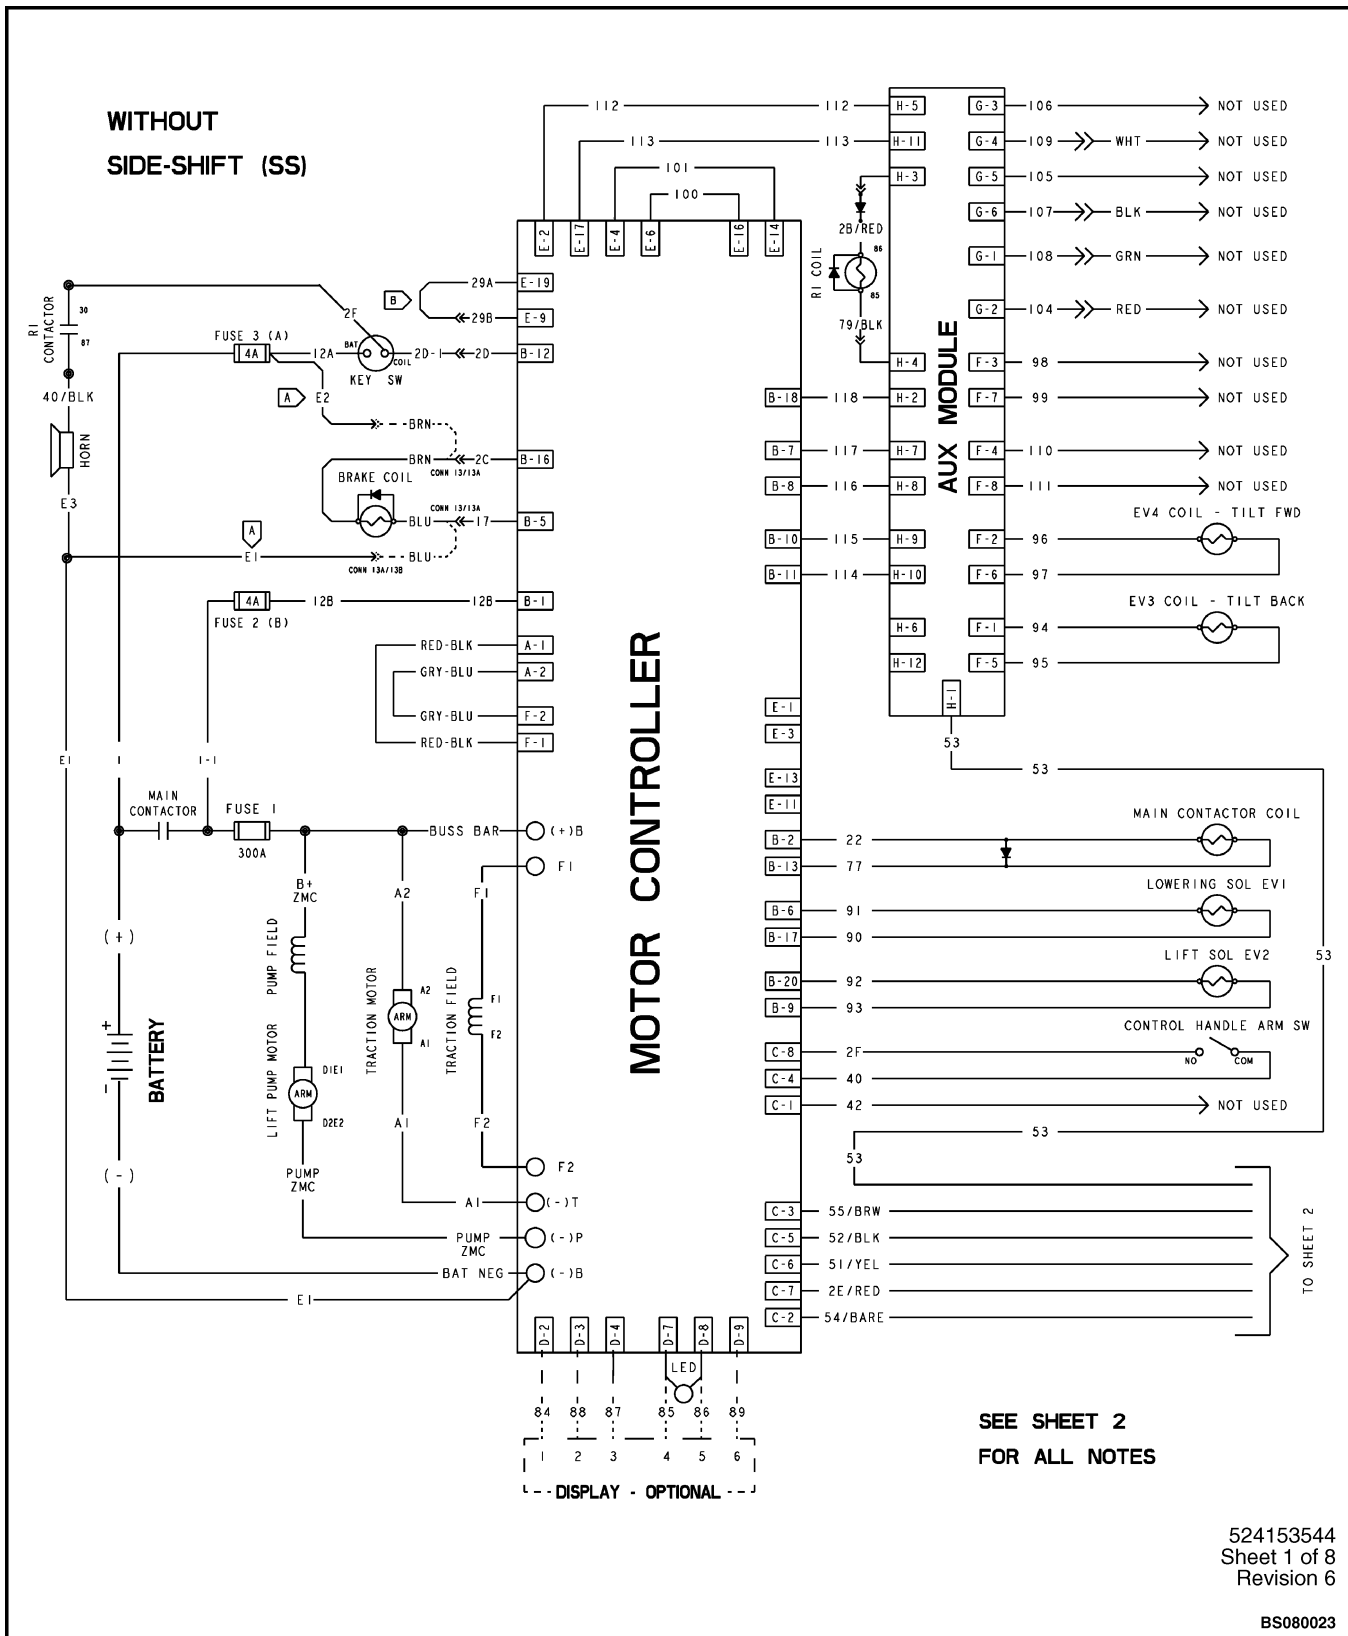 WITHOUT
SIDE-SHIFT (SS)
112
112
H-5
G-3
106
NOT USED
113
113
H-11
G-4
109
WHT
NOT USED
101
H-3
G-5
105
NOT USED
100
G-6
107
BLK
NOT USED
2B/RED
E-2
E-17
E-4
E-6
E-16
E-14
86
G-1
108
GRN
NOT USED
R1 COIL
85
29A
E-19
B
G-2
104
RED
NOT USED
R1
CONTACTOR
30
87
2F
29B
E-9
79/BLK
FUSE 3 (A)
4A
12A
BAT
COIL
2D-1
2D
B-12
KEY SW
H-4
F-3
98
NOT USED
AUX MODULE
40/BLK
A
E2
B-18
118
H-2
F-7
99
NOT USED
BRN
HORN
BRN
2C
B-16
CONN 13/13A
B-7
117
H-7
F-4
110
NOT USED
BRAKE COIL
B-8
116
H-8
F-8
111
NOT USED
E3
CONN 13/13A
BLU
17
B-5
EV4 COIL - TILT FWD
A
B-10
115
H-9
F-2
96
E1
BLU
CONN 13A/13B
B-11
114
H-10
F-6
97
4A
12B
12B
B-1
EV3 COIL - TILT BACK
FUSE 2 (B)
H-6
F-1
94
RED-BLK
A-1
H-12
F-5
95
GRY-BLU
A-2
H-1
GRY-BLU
F-2
E-1
RED-BLK
F-1
E-3
53
E1
1
1-1
53
E-13
MOTOR CONTROLLER
MAIN
CONTACTOR
FUSE 1
E-11
MAIN CONTACTOR COIL
300A
BUSS BAR
(+)B
B-2
22
F1
B-13
77
B+
ZMC
A2
F1
LOWERING SOL EV1
B-6
91
(+)
B-17
90
PUMP FIELD
53
LIFT SOL EV2
TRACTION MOTOR
TRACTION FIELD
B-20
92
A2
F1
B-9
93
+
BATTERY
-
ARM
F2
A1
CONTROL HANDLE ARM SW
LIFT PUMP MOTOR
C-8
2F
NO
COM
D1E1
C-4
40
ARM
C-1
42
NOT USED
D2E2
A1
F2
53
53
(-)
PUMP
ZMC
F2
A1
(-)T
C-3
55/BRW
PUMP
ZMC
(-)P
C-5
52/BLK
TO SHEET 2
BAT NEG
(-)B
C-6
51/YEL
E1
C-7
2E/RED
C-2
54/BARE
D-2
D-3
D-4
D-7
D-8
D-9
LED
84
88
87
85
86
89
1
2
3
4
5
6
DISPLAY - OPTIONAL
SEE SHEET 2
FOR ALL NOTES
524153544
Sheet 1 of 8
Revision 6
BS080023